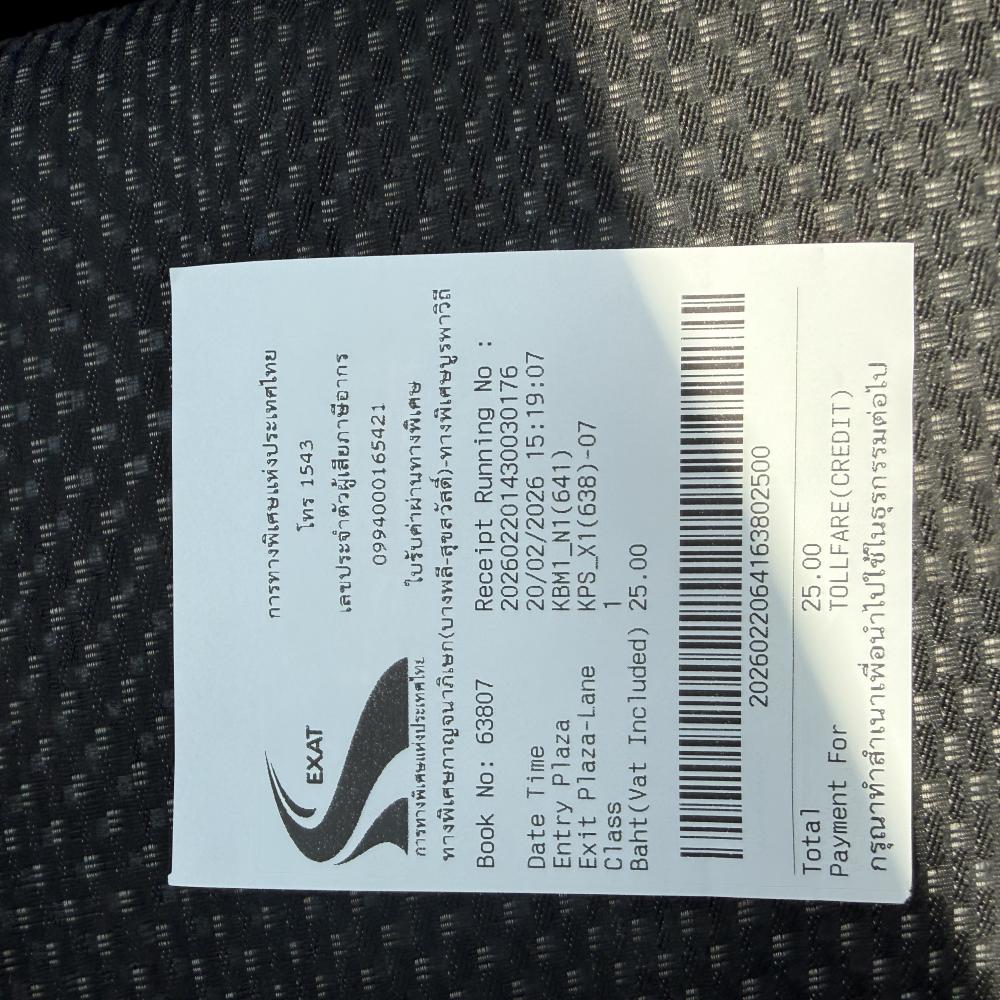 การทางพิเศษแห่งประเทศไทย
โทร 1543
เลขประจำตัวผู้เสียภาษีอากร
0994000165421
ใบรับค่าผ่านทางพิเศษ
EXAT
การทางพิเศษแห่งประเทศไทย
ทางพิเศษกาญจนาภิเษก(บางพลี-สุขสวัสดิ์)-ทางพิเศษบูรพาวิถี
Book No: 63807 Receipt Running No :
2026022014300030176
Date Time 20/02/2026 15:19:07
Entry Plaza KBM1_N1(641)
Exit Plaza-Lane KPS_X1(638)-07
Class 1
Baht(Vat Included) 25.00
2026022064163802500
Total 25.00
Payment For TOLLFARE(CREDIT)
กรุณาทำสำเนาเพื่อนำไปใช้ในธุรกรรมต่อไป